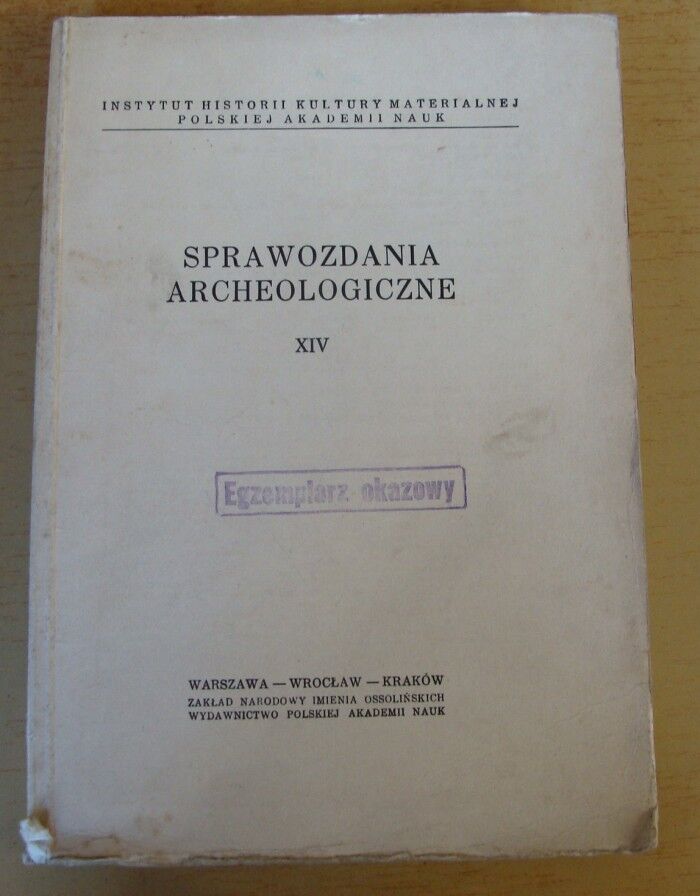 INSTYTUT HISTORII KULTURY MATERIALNEJ
POLSKIEJ AKADEMII NAUK
SPRAWOZDANIA
ARCHEOLOGICZNE
XIV
Egzemplarz okazowy
WARSZAWA — WROCŁAW — KRAKÓW
ZAKŁAD NARODOWY IMIENIA OSSOLIŃSKICH
WYDAWNICTWO POLSKIEJ AKADEMII NAUK